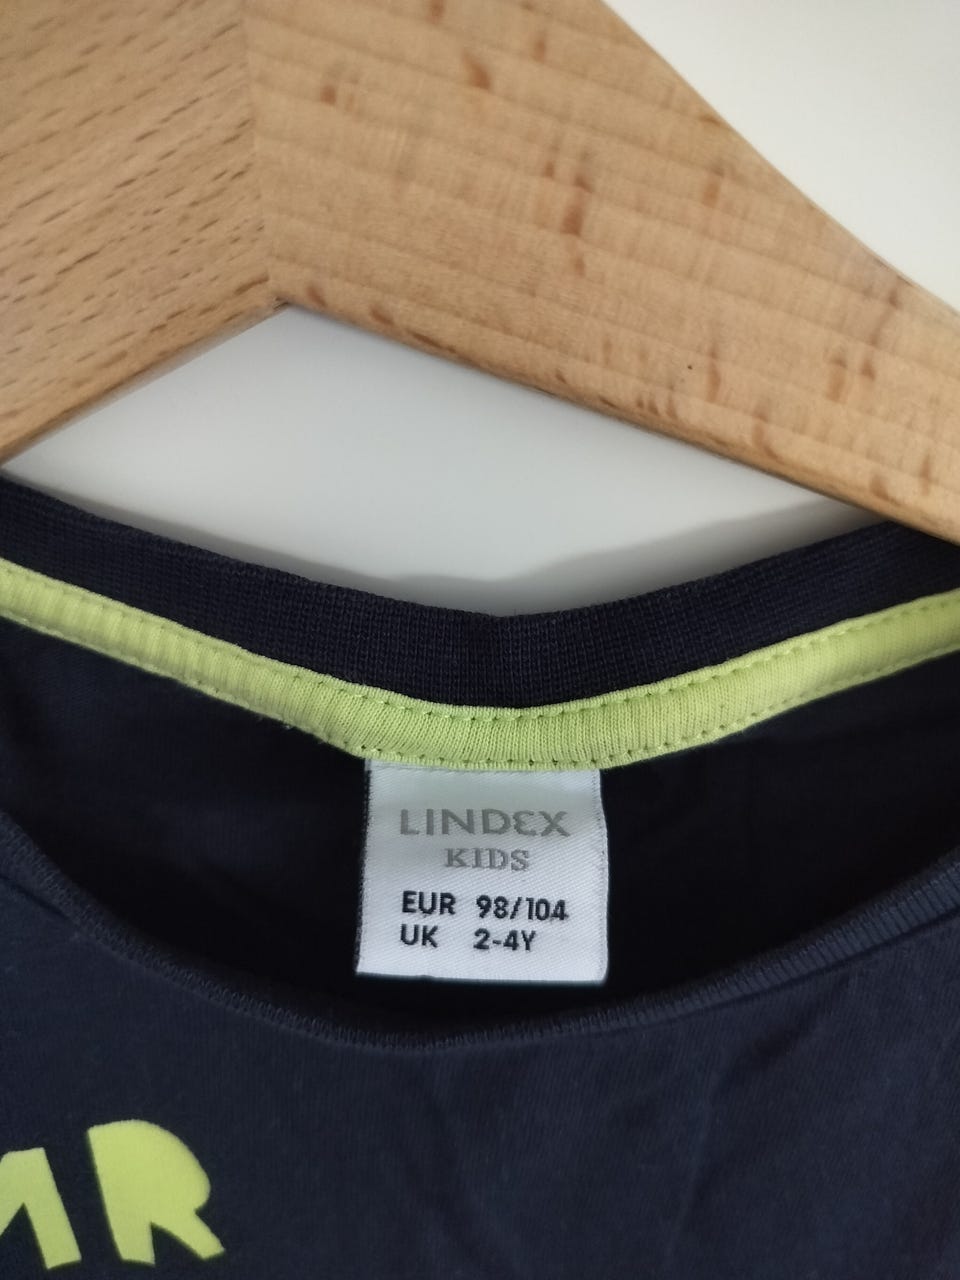 LINDEX
KIDS
EUR 98/104
UK 2-4Y